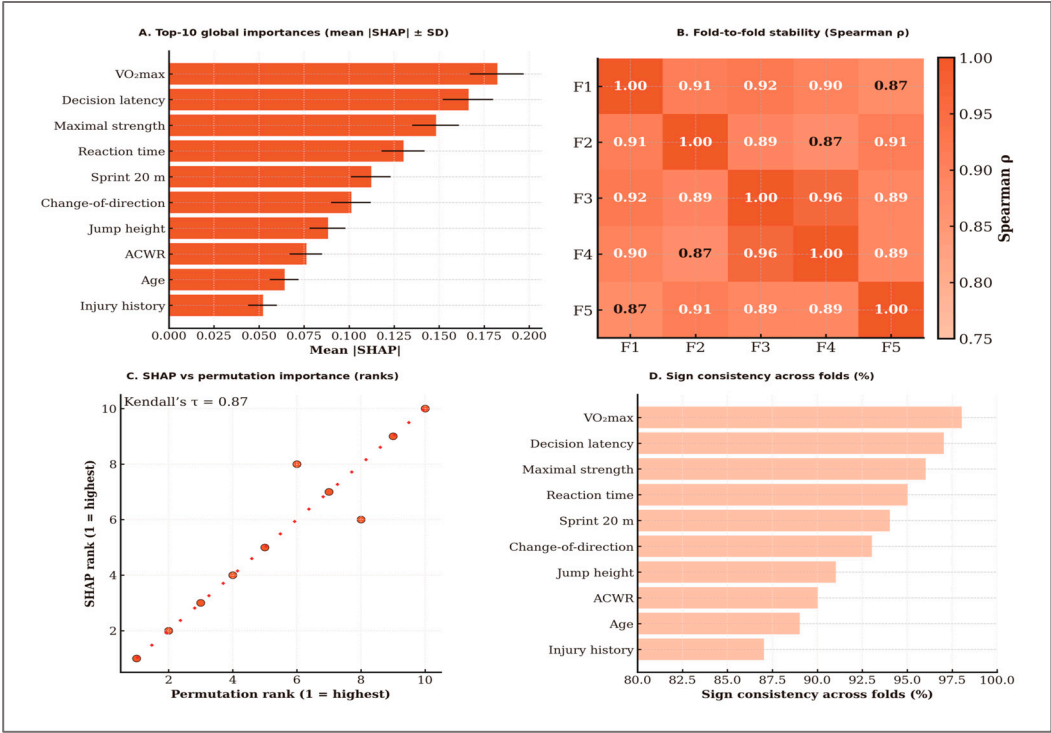 A. Top-10 global importances (mean |SHAP| ± SD)
VO₂max
Decision latency
Maximal strength
Reaction time
Sprint 20 m
Change-of-direction
Jump height
ACWR
Age
Injury history
0.000 0.025 0.050 0.075 0.100 0.125 0.150 0.175 0.200
Mean |SHAP|
B. Fold-to-fold stability (Spearman ρ)
F1 1.00 0.91 0.92 0.90 0.87
F2 0.91 1.00 0.89 0.87 0.91
F3 0.92 0.89 1.00 0.96 0.89
F4 0.90 0.87 0.96 1.00 0.89
F5 0.87 0.91 0.89 0.89 1.00
F1 F2 F3 F4 F5
1.00
0.95
0.90
0.85
0.80
0.75
Spearman ρ
C. SHAP vs permutation importance (ranks)
Kendall's τ = 0.87
10
8
6
4
2
SHAP rank (1 = highest)
2 4 6 8 10
Permutation rank (1 = highest)
D. Sign consistency across folds (%)
VO₂max
Decision latency
Maximal strength
Reaction time
Sprint 20 m
Change-of-direction
Jump height
ACWR
Age
Injury history
80.0 82.5 85.0 87.5 90.0 92.5 95.0 97.5 100.0
Sign consistency across folds (%)